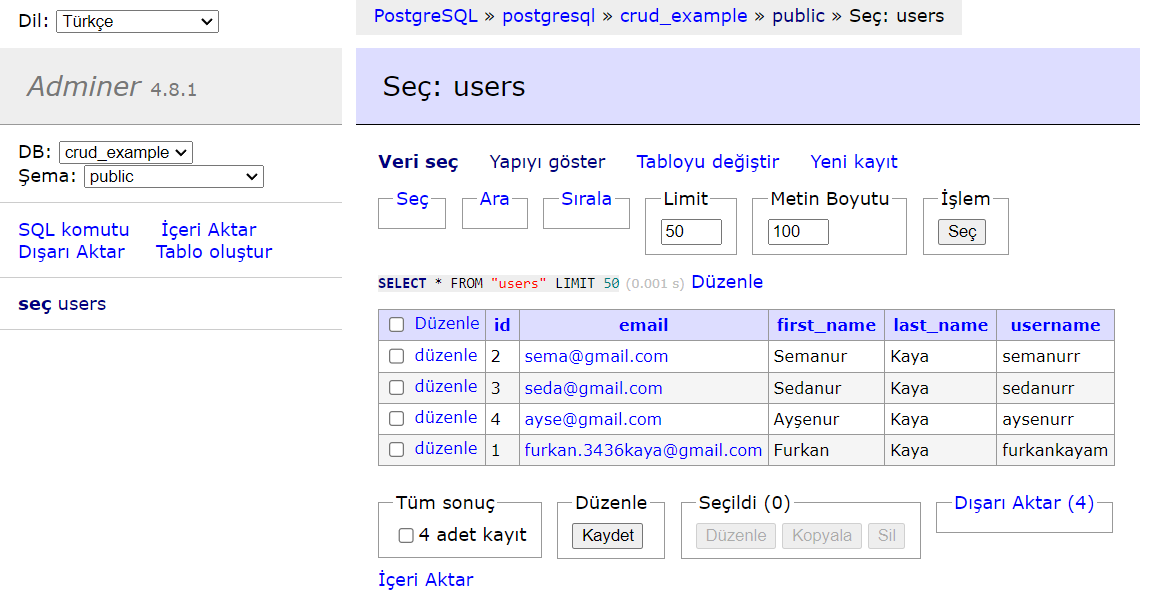 Dil: Türkçe
PostgreSQL » postgresql » crud_example » public » Seç: users
Adminer 4.8.1
Seç: users
DB: crud_example
Şema: public
SQL komutu İçeri Aktar
Dışarı Aktar Tablo oluştur
seç users
Veri seç Yapıyı göster Tabloyu değiştir Yeni kayıt
Seç Ara Sırala Limit Metin Boyutu İşlem
50 100 Seç
SELECT * FROM "users" LIMIT 50 (0.001 s) Düzenle
Düzenle id email first_name last_name username
düzenle 2 sema@gmail.com Semanur Kaya semanurr
düzenle 3 seda@gmail.com Sedanur Kaya sedanurr
düzenle 4 ayse@gmail.com Ayşenur Kaya aysenurr
düzenle 1 furkan.3436kaya@gmail.com Furkan Kaya furkankayam
Tüm sonuç Düzenle Seçildi (0) Dışarı Aktar (4)
4 adet kayıt Kaydet Düzenle Kopyala Sil
İçeri Aktar